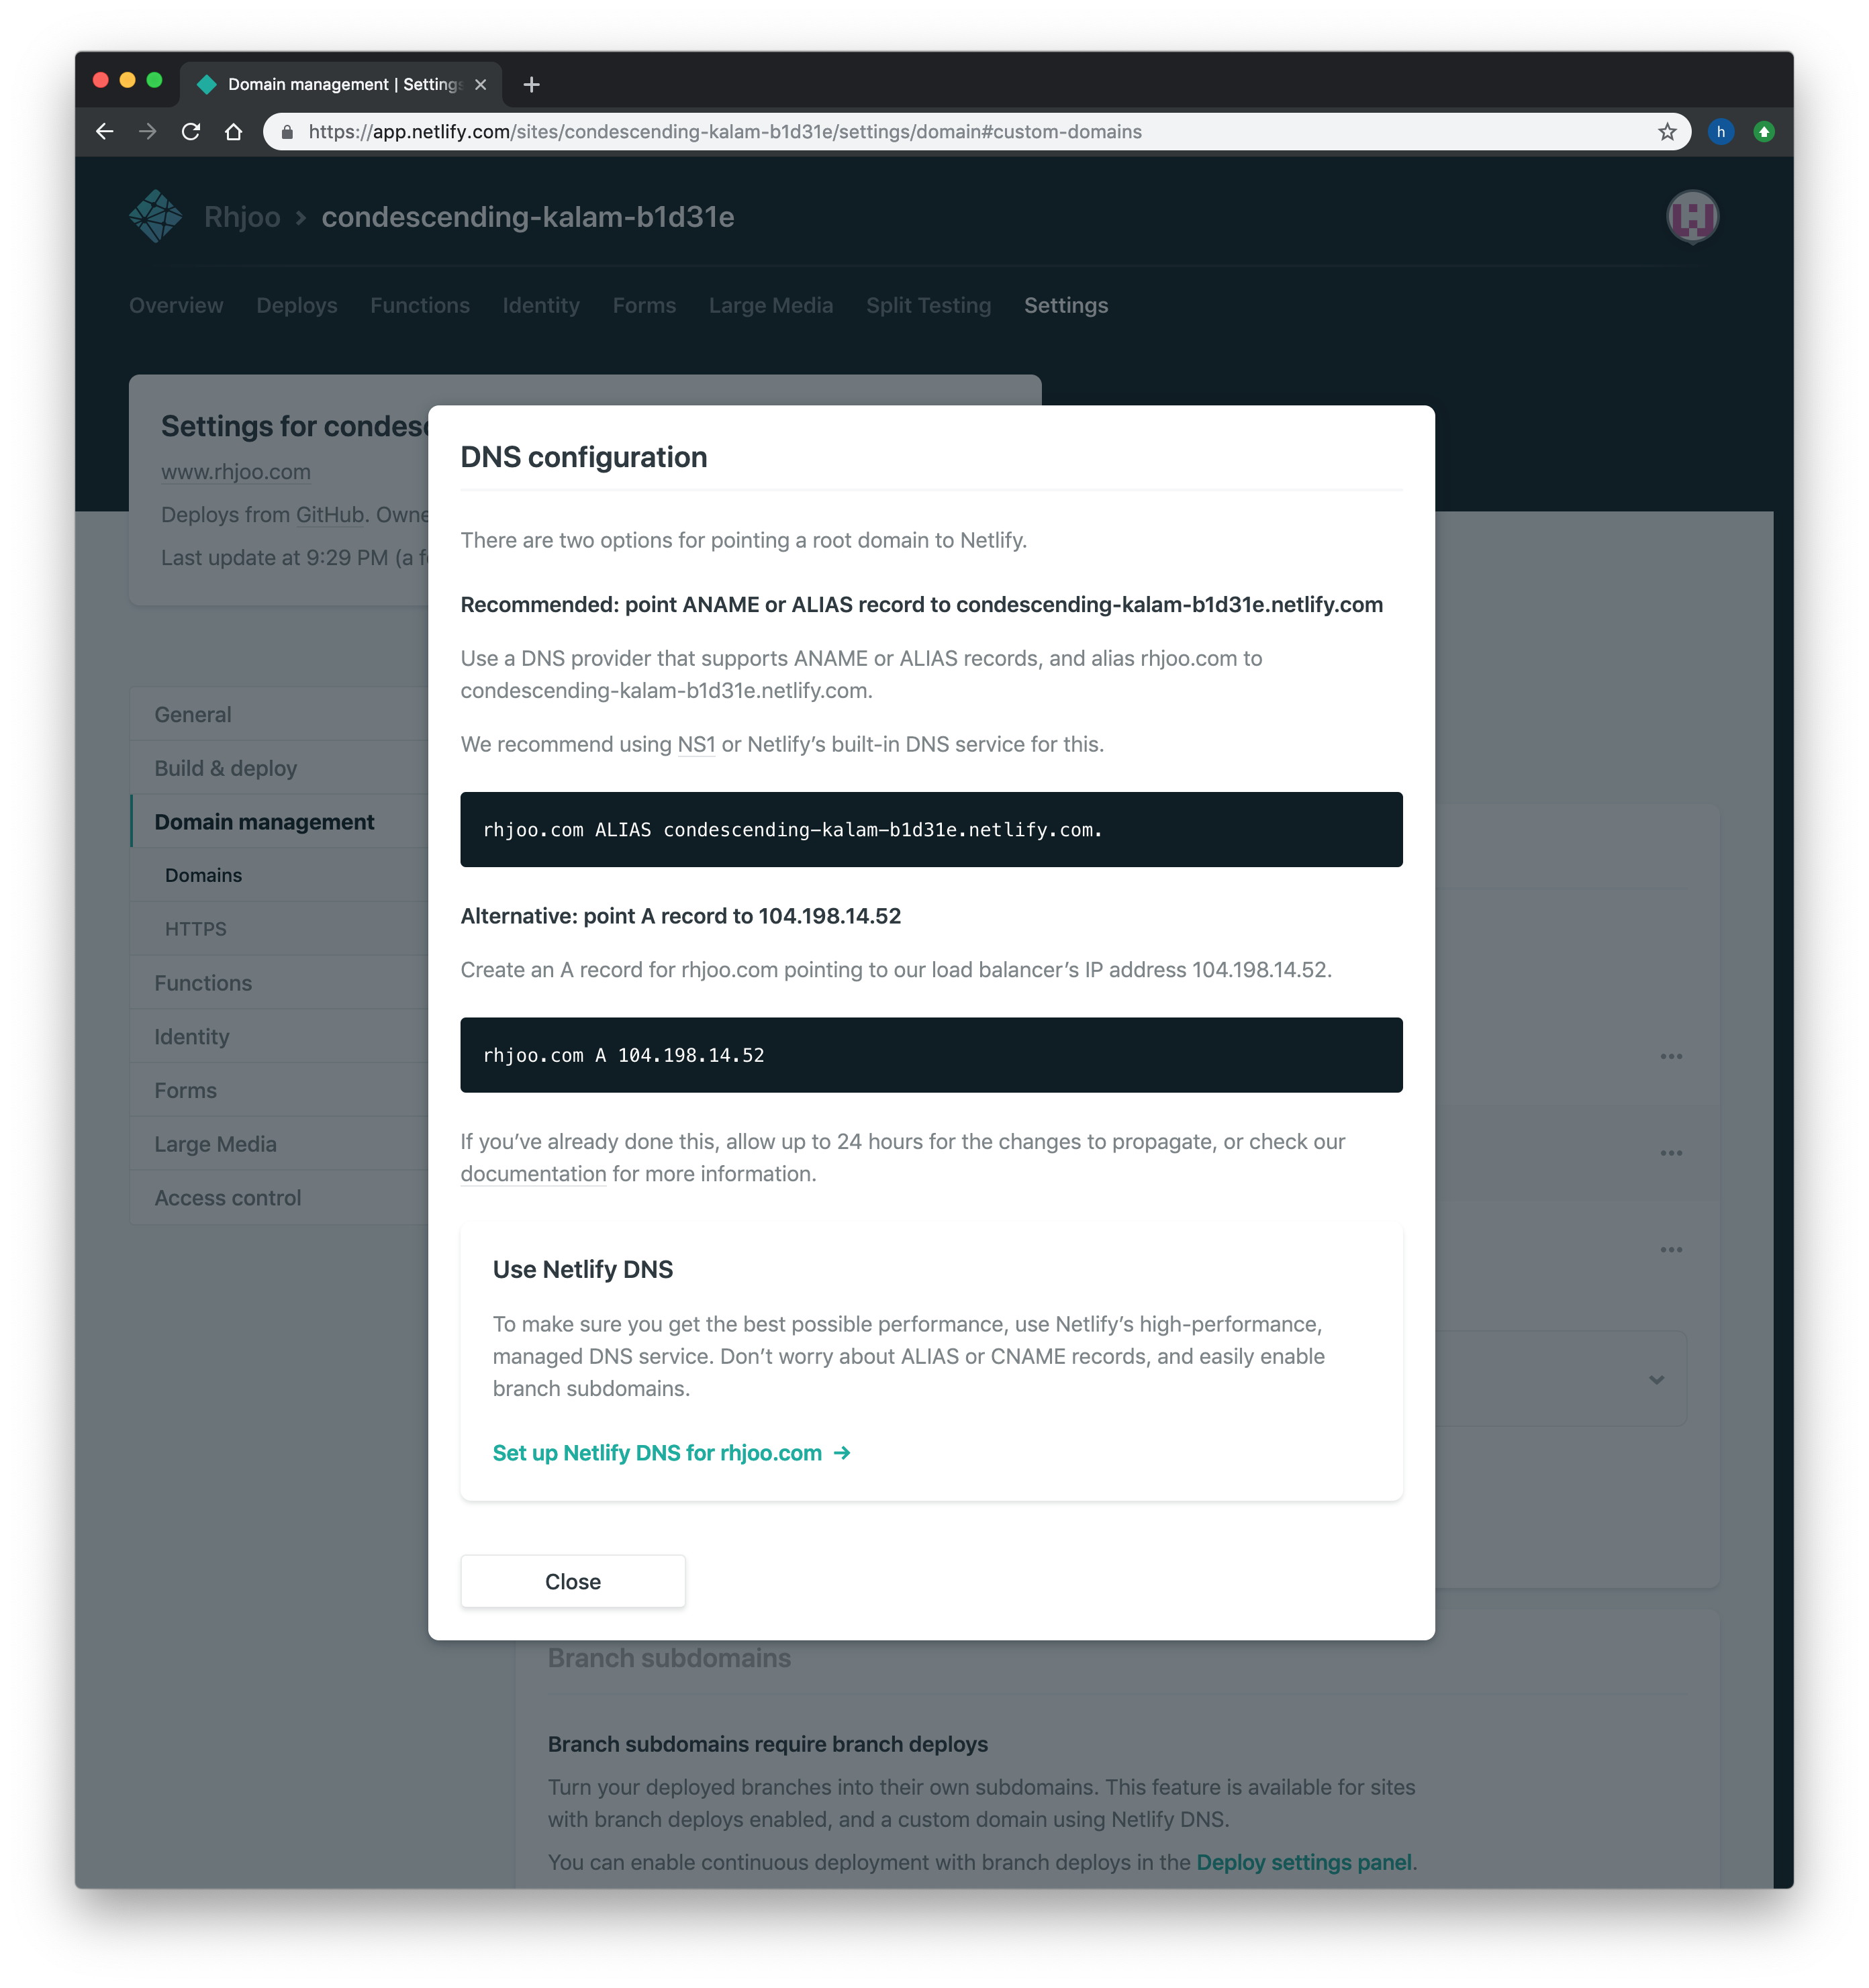 Domain management | Settings
https://app.netlify.com/sites/condescending-kalam-b1d31e/settings/domain#custom-domains
h
Rhjoo > condescending-kalam-b1d31e
Overview Deploys Functions Identity Forms Large Media Split Testing Settings
Settings for condes
www.rhjoo.com
Deploys from GitHub. Owne
Last update at 9:29 PM (a f
General
Build & deploy
Domain management
Domains
HTTPS
Functions
Identity
Forms
Large Media
Access control
DNS configuration
There are two options for pointing a root domain to Netlify.
Recommended: point ANAME or ALIAS record to condescending-kalam-b1d31e.netlify.com
Use a DNS provider that supports ANAME or ALIAS records, and alias rhjoo.com to
condescending-kalam-b1d31e.netlify.com.
We recommend using NS1 or Netlify’s built-in DNS service for this.
rhjoo.com ALIAS condescending-kalam-b1d31e.netlify.com.
Alternative: point A record to 104.198.14.52
Create an A record for rhjoo.com pointing to our load balancer’s IP address 104.198.14.52.
rhjoo.com A 104.198.14.52
If you’ve already done this, allow up to 24 hours for the changes to propagate, or check our
documentation for more information.
Use Netlify DNS
To make sure you get the best possible performance, use Netlify’s high-performance,
managed DNS service. Don’t worry about ALIAS or CNAME records, and easily enable
branch subdomains.
Set up Netlify DNS for rhjoo.com →
Close
Branch subdomains
Branch subdomains require branch deploys
Turn your deployed branches into their own subdomains. This feature is available for sites
with branch deploys enabled, and a custom domain using Netlify DNS.
You can enable continuous deployment with branch deploys in the Deploy settings panel.